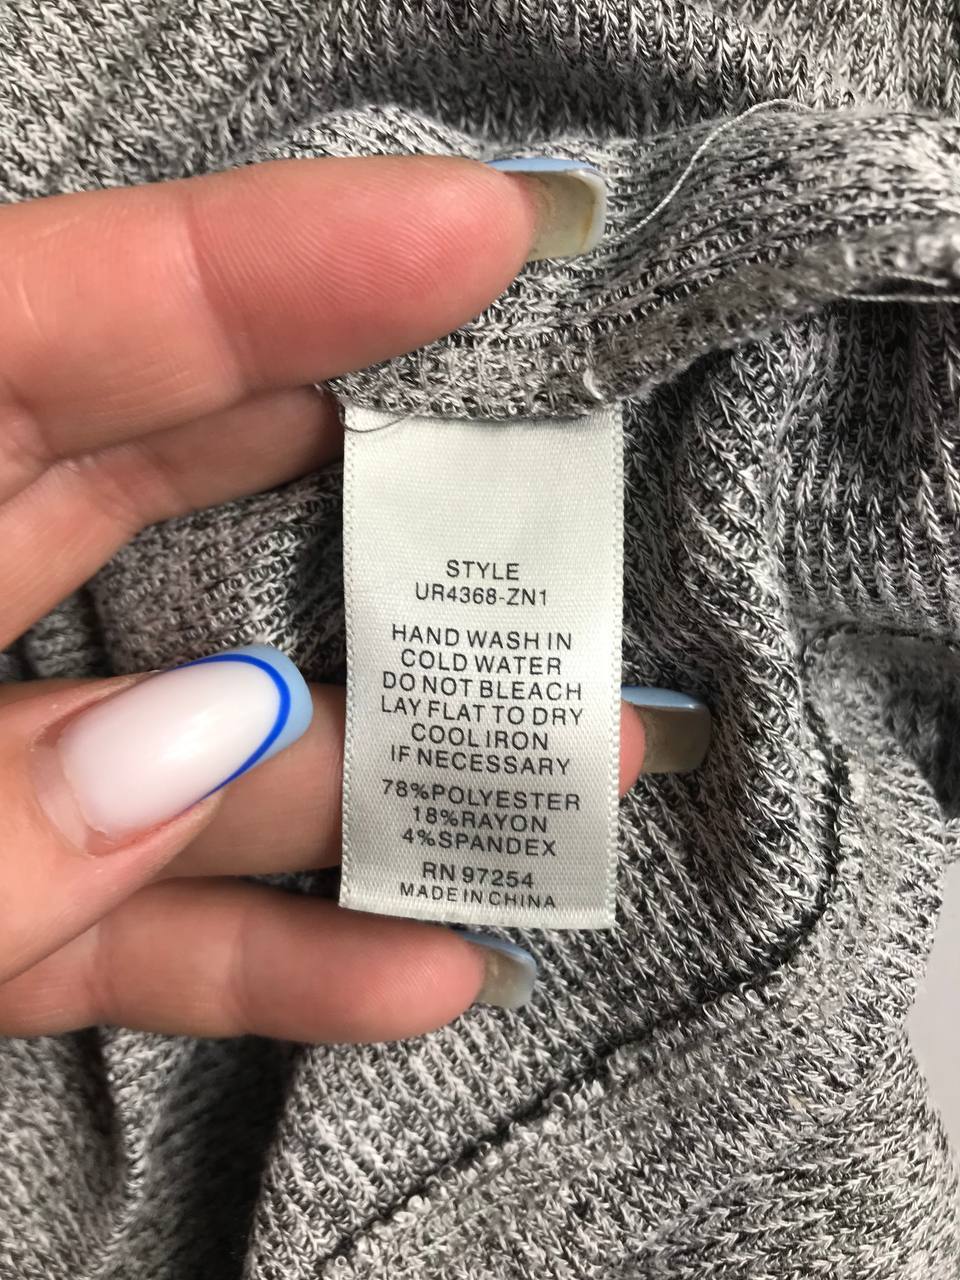 STYLE
UR4368-ZN1
HAND WASH IN
COLD WATER
DO NOT BLEACH
LAY FLAT TO DRY
COOL IRON
IF NECESSARY
78%POLYESTER
18%RAYON
4%SPANDEX
RN 97254
MADE IN CHINA